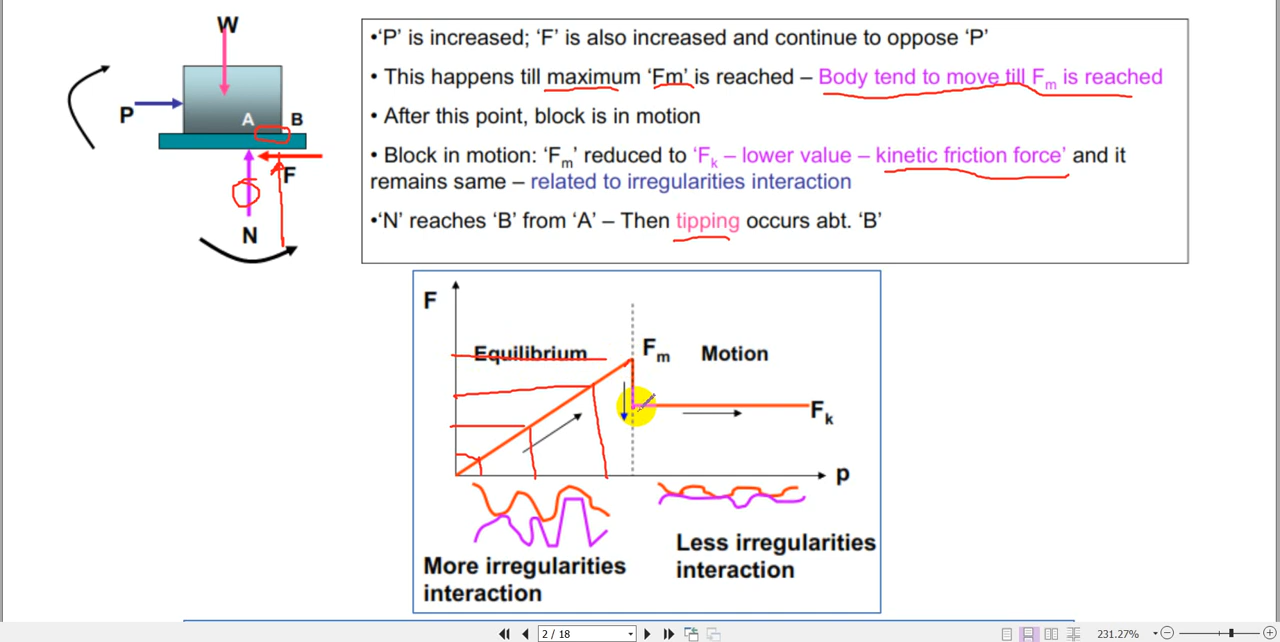 W
P
A
B
F
N
•‘P’ is increased; ‘F’ is also increased and continue to oppose ‘P’
• This happens till maximum ‘Fm’ is reached – Body tend to move till Fm is reached
• After this point, block is in motion
• Block in motion: ‘Fm’ reduced to ‘Fk – lower value – kinetic friction force’ and it
remains same – related to irregularities interaction
•‘N’ reaches ‘B’ from ‘A’ – Then tipping occurs abt. ‘B’
F
Equilibrium
Fm
Motion
Fk
p
More irregularities
interaction
Less irregularities
interaction
2 / 18
231.27%